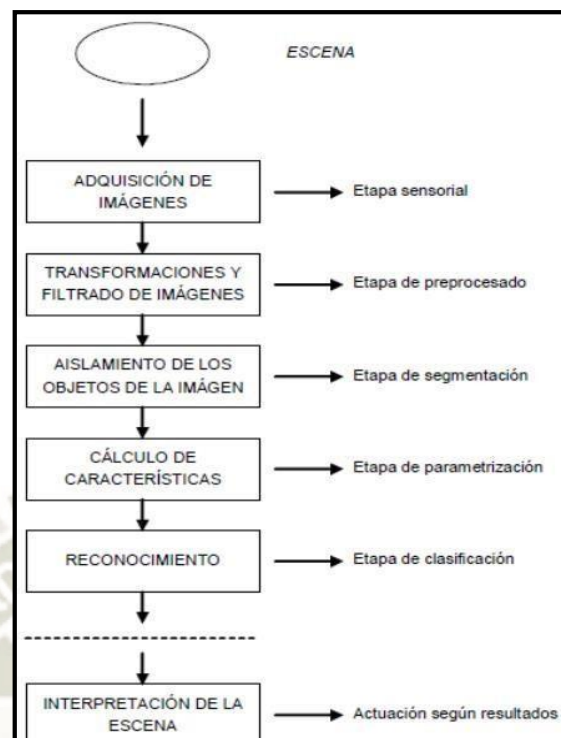 ESCENA
ADQUISICIÓN DE
IMÁGENES
Etapa sensorial
TRANSFORMACIONES Y
FILTRADO DE IMÁGENES
Etapa de preprocesado
AISLAMIENTO DE LOS
OBJETOS DE LA IMÁGEN
Etapa de segmentación
CÁLCULO DE
CARACTERÍSTICAS
Etapa de parametrización
RECONOCIMIENTO
Etapa de clasificación
INTERPRETACIÓN DE LA
ESCENA
Actuación según resultados